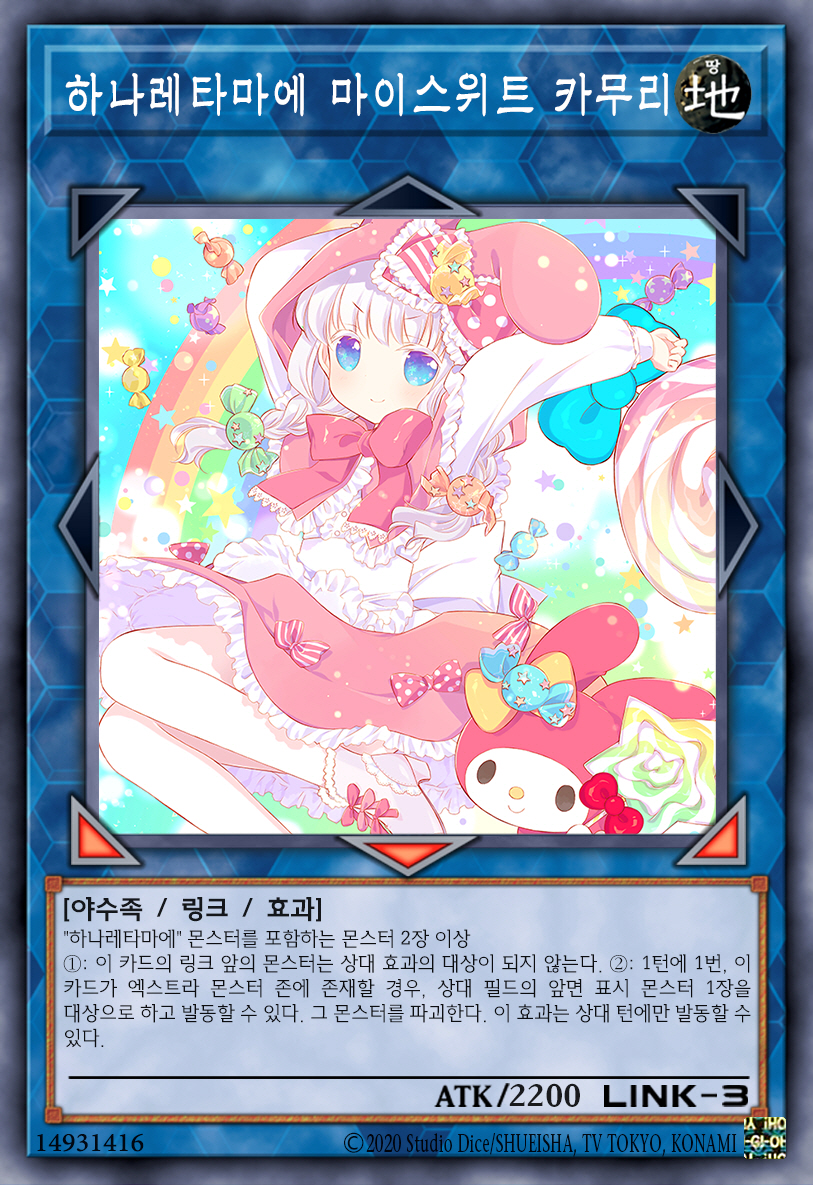 하나레타마에 마이스위트 카무리
땅
地
[야수족 / 링크 / 효과]
"하나레타마에" 몬스터를 포함하는 몬스터 2장 이상
①: 이 카드의 링크 앞의 몬스터는 상대 효과의 대상이 되지 않는다. ②: 1턴에 1번, 이
카드가 엑스트라 몬스터 존에 존재할 경우, 상대 필드의 앞면 표시 몬스터 1장을
대상으로 하고 발동할 수 있다. 그 몬스터를 파괴한다. 이 효과는 상대 턴에만 발동할 수
있다.
ATK/2200 LINK-3
14931416 ©2020 Studio Dice/SHUEISHA, TV TOKYO, KONAMI